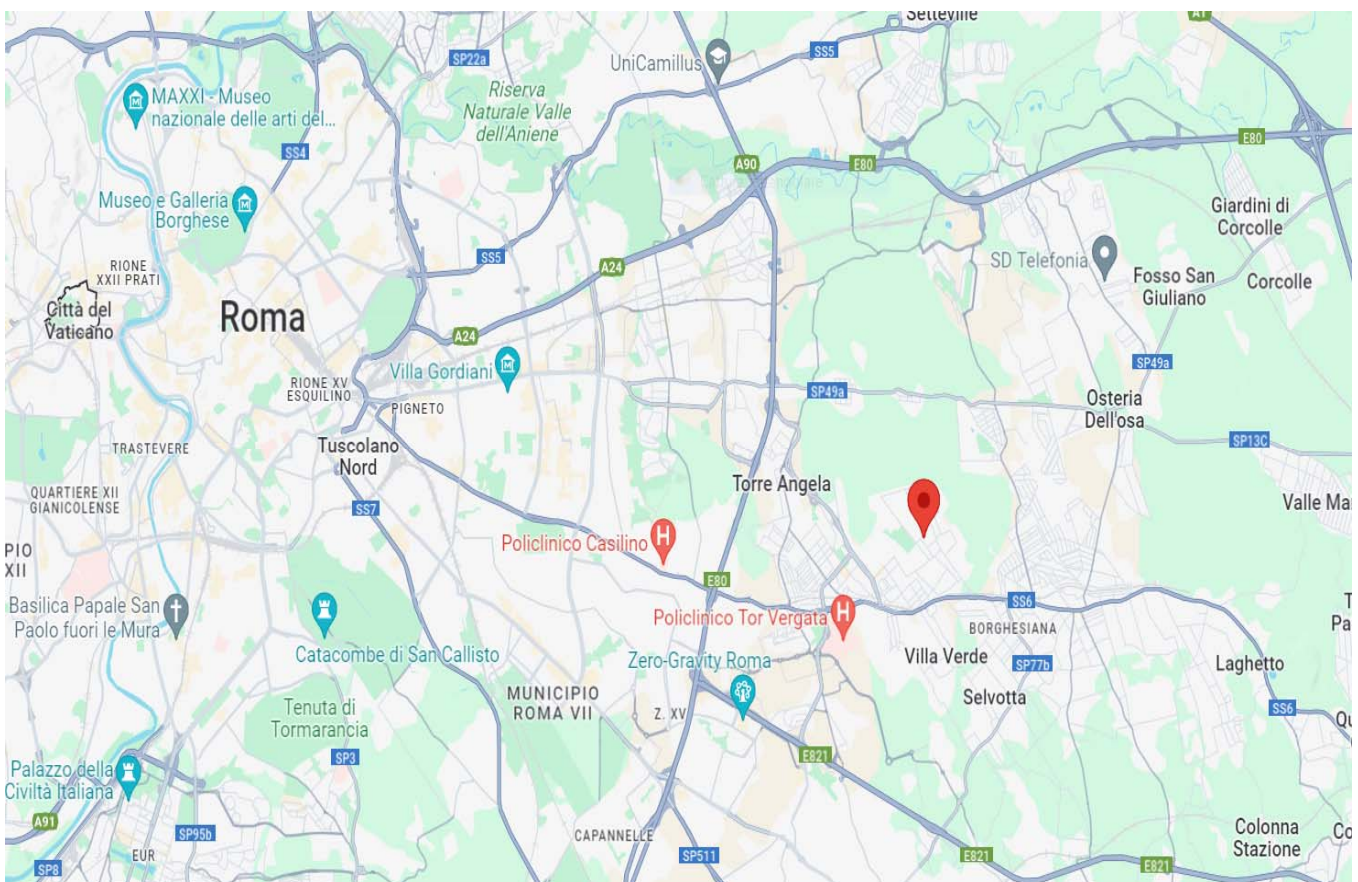 Setteville
A1
SP22a
UniCamillus
SS5
Riserva
Naturale Valle
dell'Aniene
MAXXI - Museo
nazionale delle arti del...
SS4
A90
E80
E80
Museo e Galleria
Borghese
Giardini di
Corcolle
SS5
SD Telefonia
RIONE
XXII PRATI
A24
Fosso San
Giuliano
Corcolle
Città del
Vaticano
Roma
A24
Villa Gordiani
SP49a
RIONE XV
ESQUILINO
PIGNETO
SP49a
Osteria
Dell'osa
TRASTEVERE
Tuscolano
Nord
SP13C
Torre Angela
QUARTIERE XII
GIANICOLENSE
SS7
Valle Mar
Policlinico Casilino
H
PIO
XII
E80
Basilica Papale San
Paolo fuori le Mura
Policlinico Tor Vergata
H
SS6
BORGHESIANA
Catacombe di San Callisto
Zero-Gravity Roma
Villa Verde
SP77b
Laghetto
MUNICIPIO
ROMA VII
Z. XV
Selvotta
SS6
Tenuta di
Tormarancia
SP3
E821
Palazzo della
Civiltà Italiana
A91
SP95b
EUR
CAPANNELLE
SP511
E821
E821
Colonna
Stazione
SP8